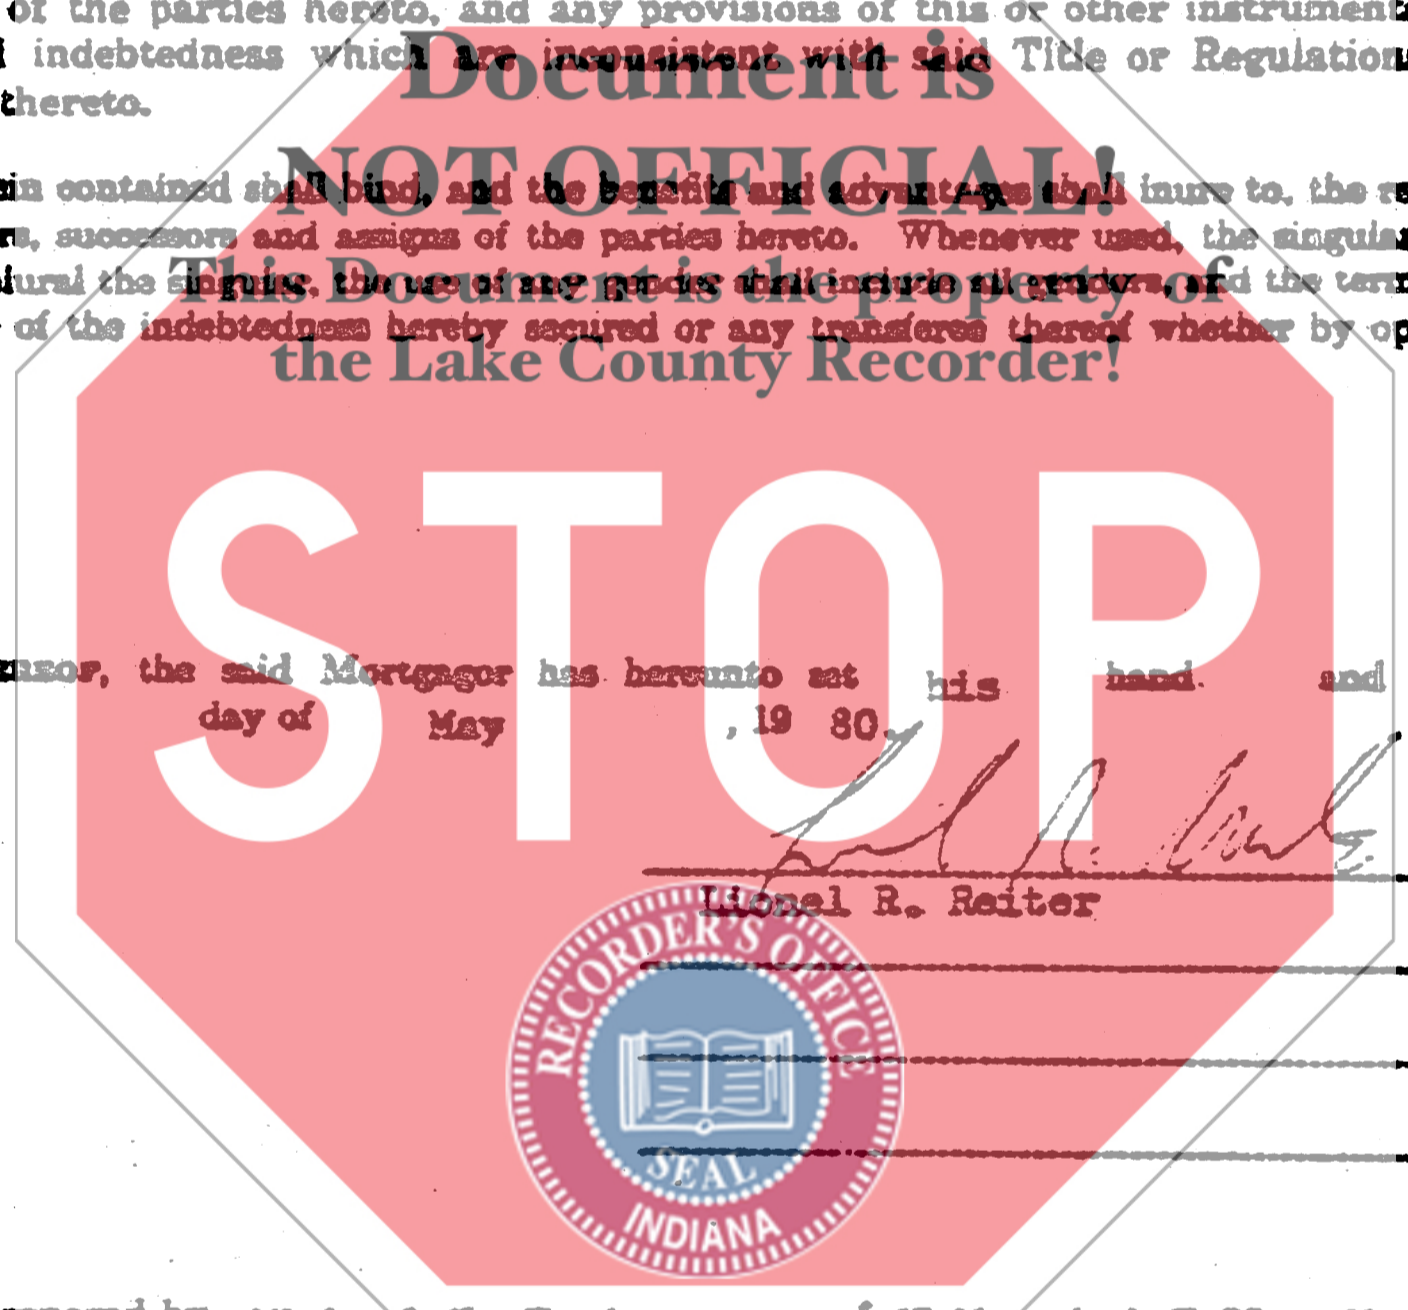 of the parties hereto, and any provisions of this or other instrument
indebtedness which are inconsistent with said Title or Regulation
thereto.
Document is
NOT OFFICIAL!
in contained shall bind, and the benefits and advantages shall inure to, the
successors and assigns of the parties hereto. Whenever used, the singular
This Document is the property of
the singular, the use of any gender shall include all genders, and the term
of the indebtedness hereby secured or any transferee thereof whether by op
the Lake County Recorder!
STOP
the said Mortgagor has hereunto set his hand. and
day of May , 19 80.
Lionel R. Reiter
RECORDER'S OFFICE
SEAL
INDIANA